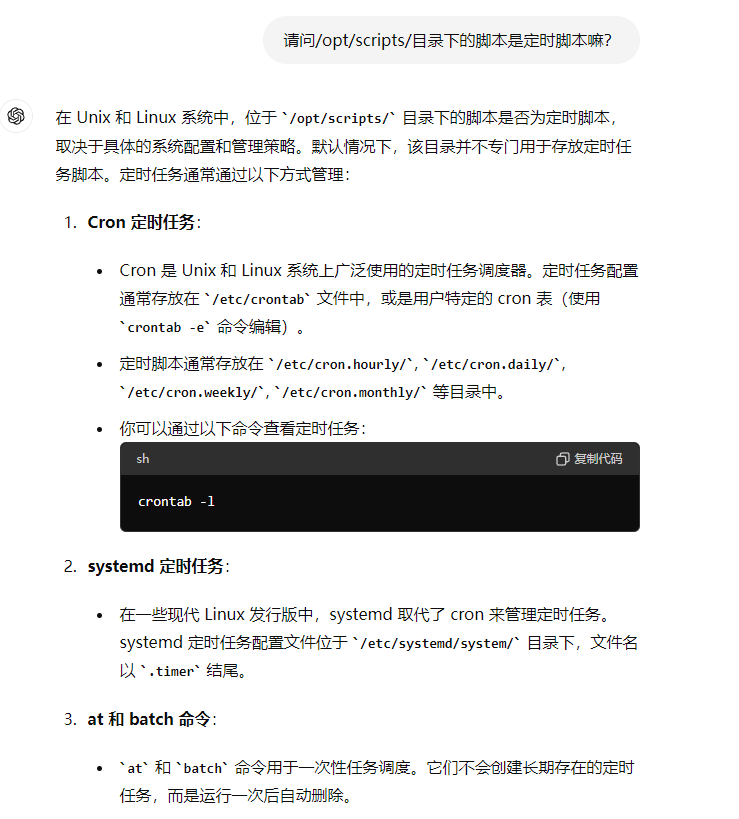 请问/opt/scripts/目录下的脚本是定时脚本嘛？
在 Unix 和 Linux 系统中，位于 `/opt/scripts/` 目录下的脚本是否为定时脚本，
取决于具体的系统配置和管理策略。默认情况下，该目录并不专门用于存放定时任
务脚本。定时任务通常通过以下方式管理：
1. Cron 定时任务：
• Cron 是 Unix 和 Linux 系统上广泛使用的定时任务调度器。定时任务配置
通常存放在 `/etc/crontab` 文件中，或是用户特定的 cron 表（使用
`crontab -e` 命令编辑）。
• 定时脚本通常存放在 `/etc/cron.hourly/`, `/etc/cron.daily/`,
`/etc/cron.weekly/`, `/etc/cron.monthly/` 等目录中。
• 你可以通过以下命令查看定时任务：
sh 复制代码
crontab -l
2. systemd 定时任务：
• 在一些现代 Linux 发行版中，systemd 取代了 cron 来管理定时任务。
systemd 定时任务配置文件位于 `/etc/systemd/system/` 目录下，文件名
以 `.timer` 结尾。
3. at 和 batch 命令：
• `at` 和 `batch` 命令用于一次性任务调度。它们不会创建长期存在的定时
任务，而是运行一次后自动删除。